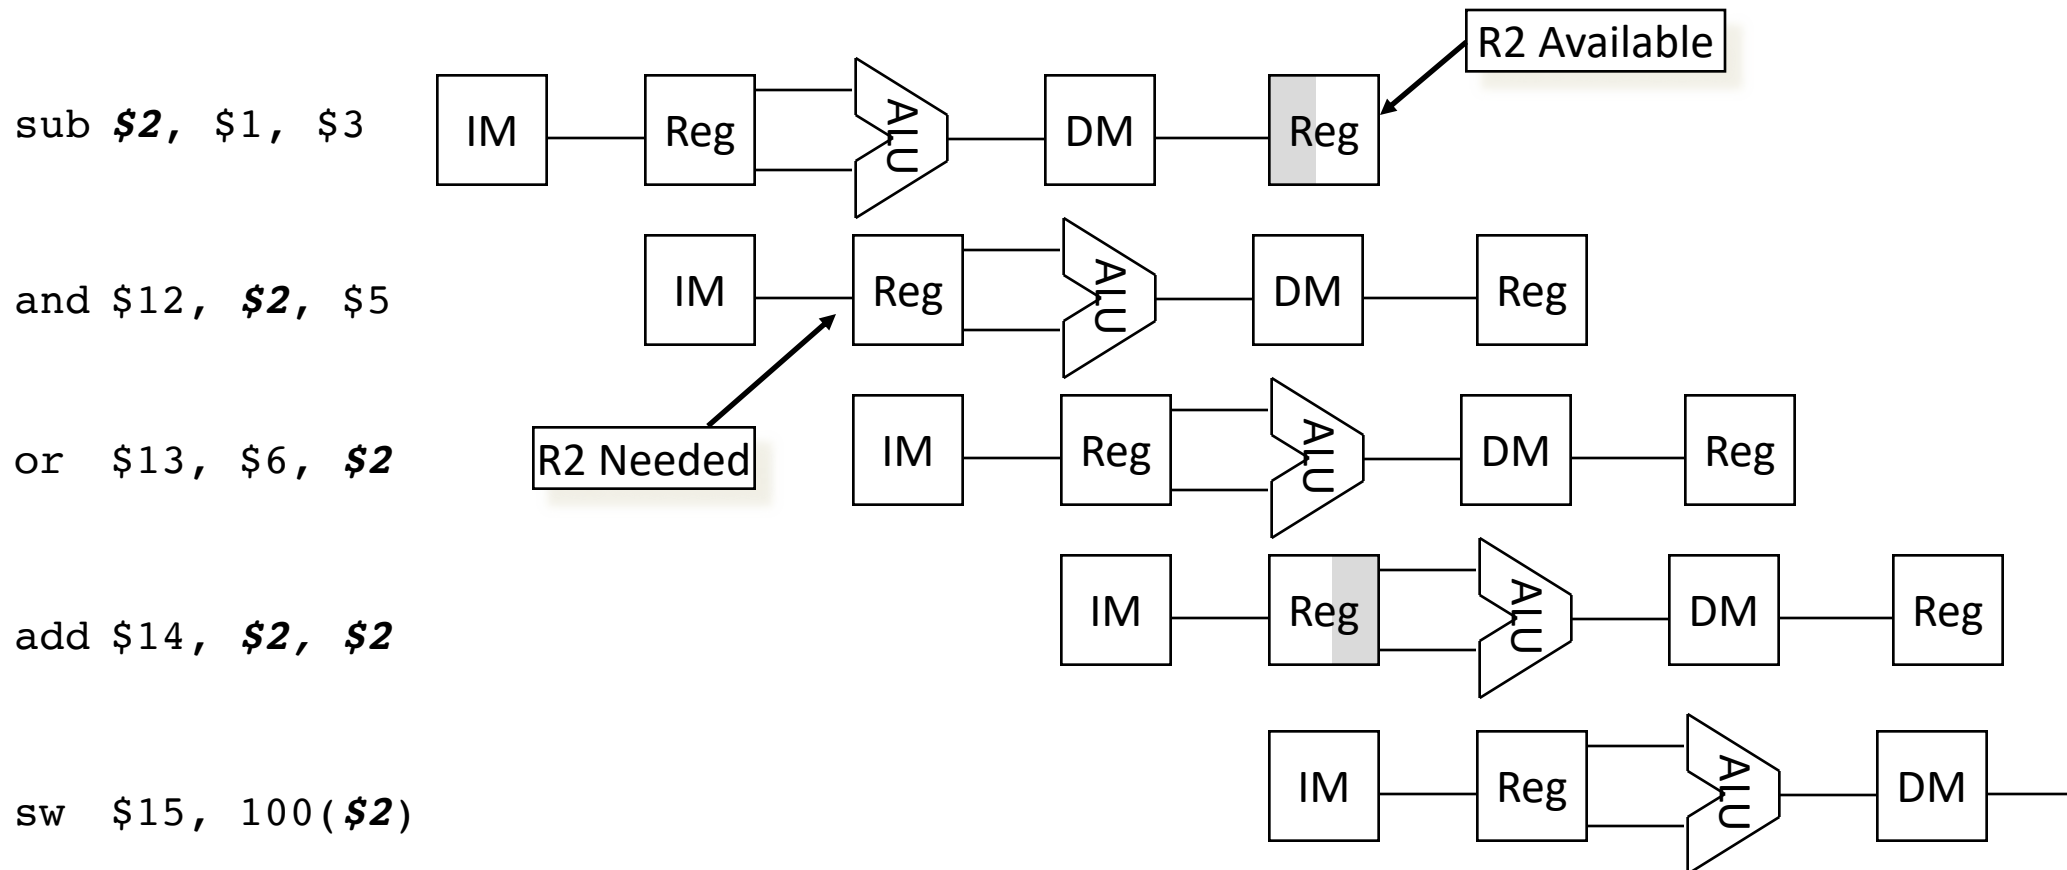 R2 Available
sub $2, $1, $3 IM Reg ALU DM Reg
and $12, $2, $5 IM Reg ALU DM Reg
R2 Needed
or $13, $6, $2 IM Reg ALU DM Reg
add $14, $2, $2 IM Reg ALU DM Reg
sw $15, 100($2) IM Reg ALU DM